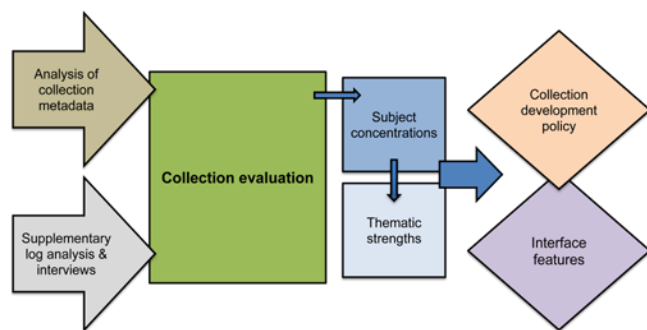 Analysis of
collection
metadata
Supplementary
log analysis &
interviews
Collection evaluation
Subject
concentrations
Thematic
strengths
Collection
development
policy
Interface
features